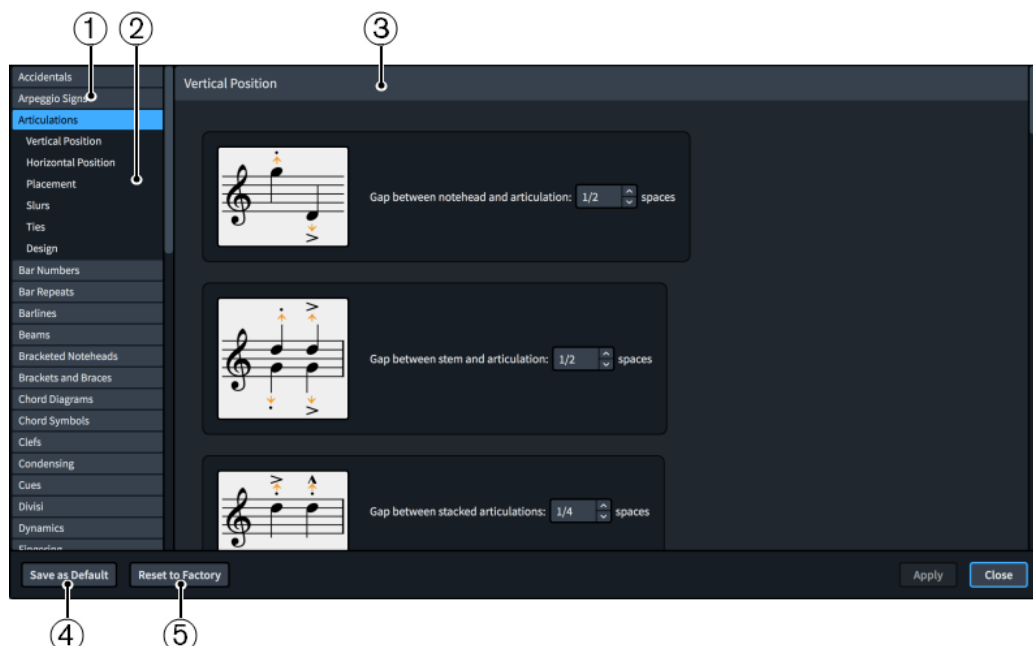 ① ② ③
Accidentals
Arpeggio Signs
Articulations
Vertical Position
Horizontal Position
Placement
Slurs
Ties
Design
Bar Numbers
Bar Repeats
Barlines
Beams
Bracketed Noteheads
Brackets and Braces
Chord Diagrams
Chord Symbols
Clefs
Condensing
Cues
Divisi
Dynamics
Fingering
Vertical Position
Gap between notehead and articulation: 1/2 spaces
Gap between stem and articulation: 1/2 spaces
Gap between stacked articulations: 1/4 spaces
Save as Default Reset to Factory Apply Close
④ ⑤